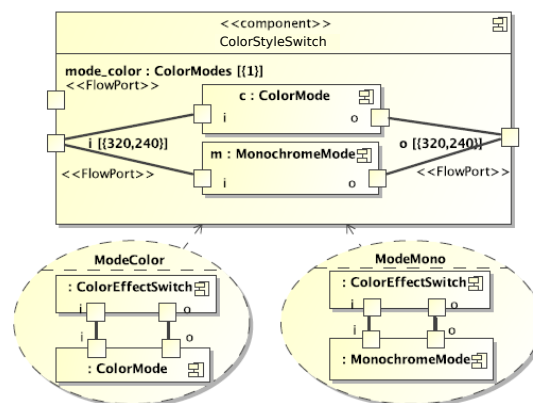 <<component>>
ColorStyleSwitch
mode_color : ColorModes [{1}]
<<FlowPort>>
c : ColorMode
i
o
i [{320,240}]
o [{320,240}]
m : MonochromeMode
<<FlowPort>>
<<FlowPort>>
i
o
ModeColor
: ColorEffectSwitch
i
o
i
o
: ColorMode
ModeMono
: ColorEffectSwitch
i
o
i
o
: MonochromeMode